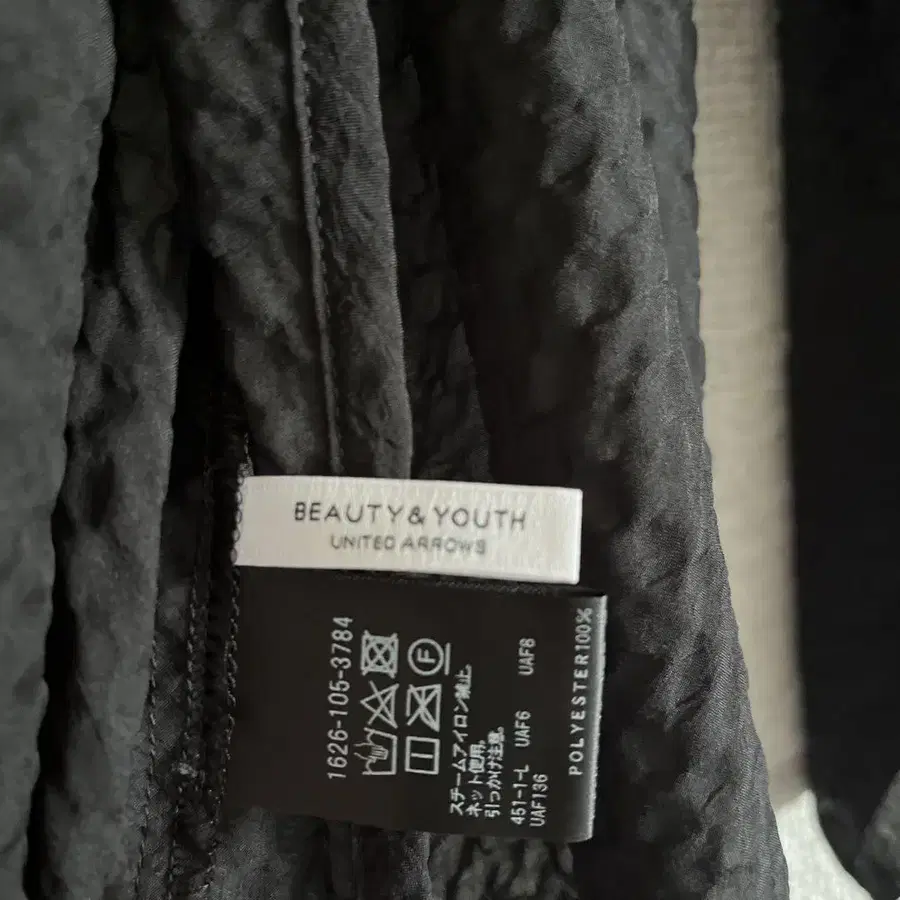 BEAUTY & YOUTH
UNITED ARROWS
1626-105-3784
F
スチームアイロン禁止。
ネット使用。
引っかけ注意。
451-1-L UAF6 UAF8
UAF136
POLYESTER100%